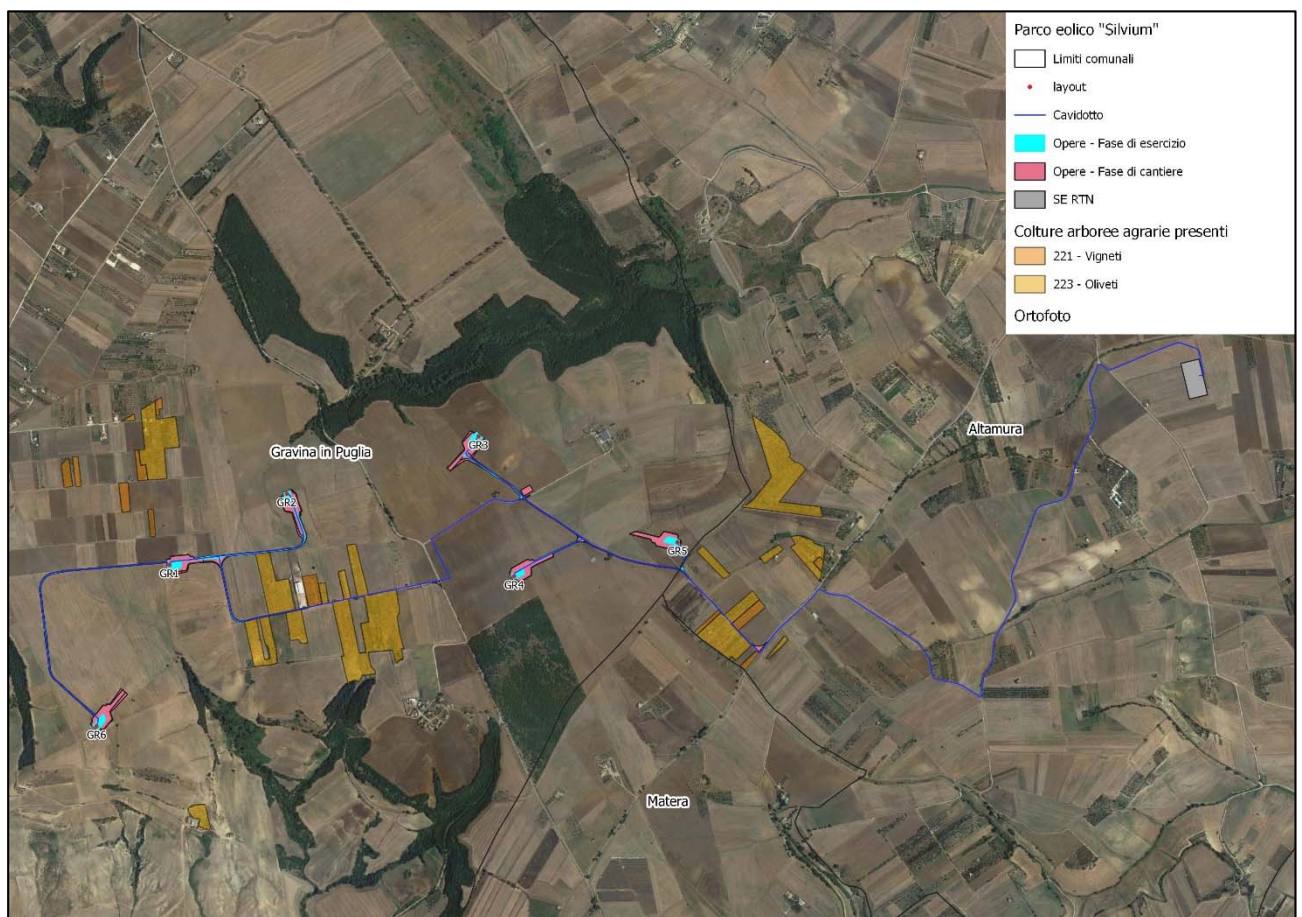 Parco eolico "Silvium"
Limiti comunali
layout
Cavidotto
Opere - Fase di esercizio
Opere - Fase di cantiere
SE RTN
Colture arboree agrarie presenti
221 - Vigneti
223 - Oliveti
Ortofoto
Altamura
GR3
Gravina in Puglia
GR2
GR5
GR1
GR4
GR6
Matera